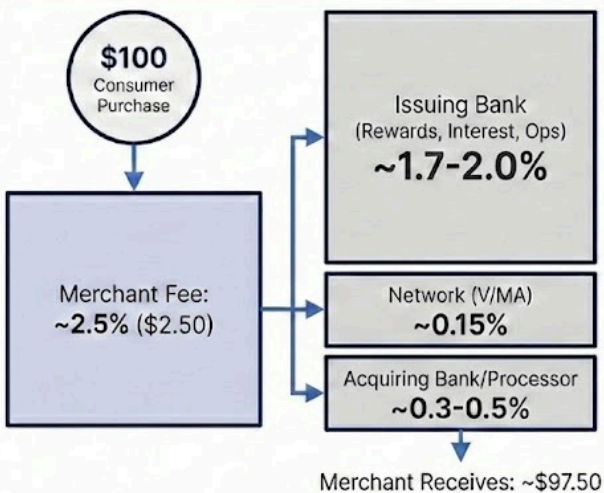 $100
Consumer
Purchase
Merchant Fee:
~2.5% ($2.50)
Issuing Bank
(Rewards, Interest, Ops)
~1.7-2.0%
Network (V/MA)
~0.15%
Acquiring Bank/Processor
~0.3-0.5%
Merchant Receives: ~$97.50